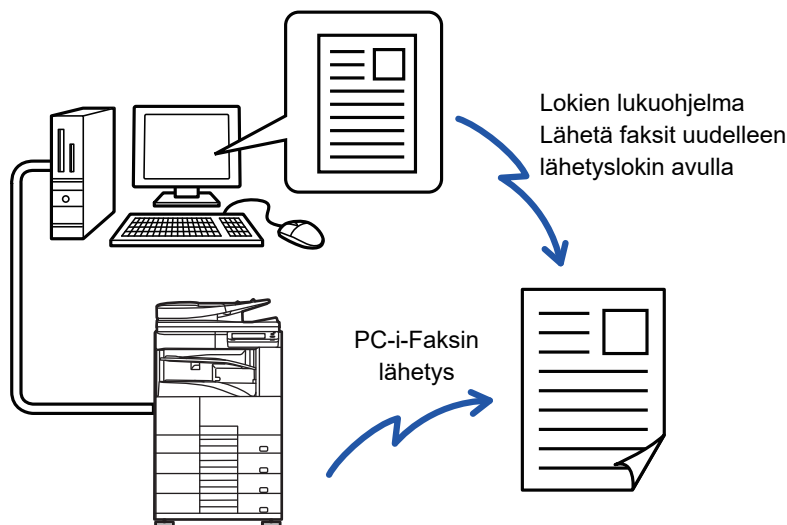 Lokien lukuohjelma
Lähetä faksit uudelleen
lähetyslokin avulla
PC-i-Faksin
lähetys